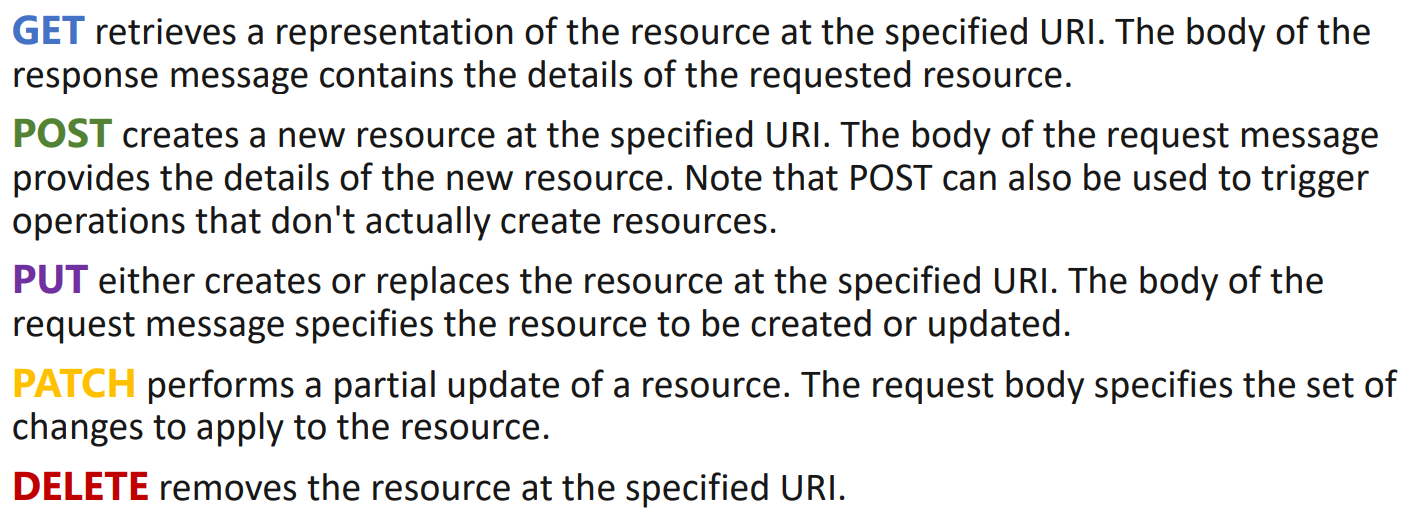 GET retrieves a representation of the resource at the specified URI. The body of the
response message contains the details of the requested resource.
POST creates a new resource at the specified URI. The body of the request message
provides the details of the new resource. Note that POST can also be used to trigger
operations that don't actually create resources.
PUT either creates or replaces the resource at the specified URI. The body of the
request message specifies the resource to be created or updated.
PATCH performs a partial update of a resource. The request body specifies the set of
changes to apply to the resource.
DELETE removes the resource at the specified URI.